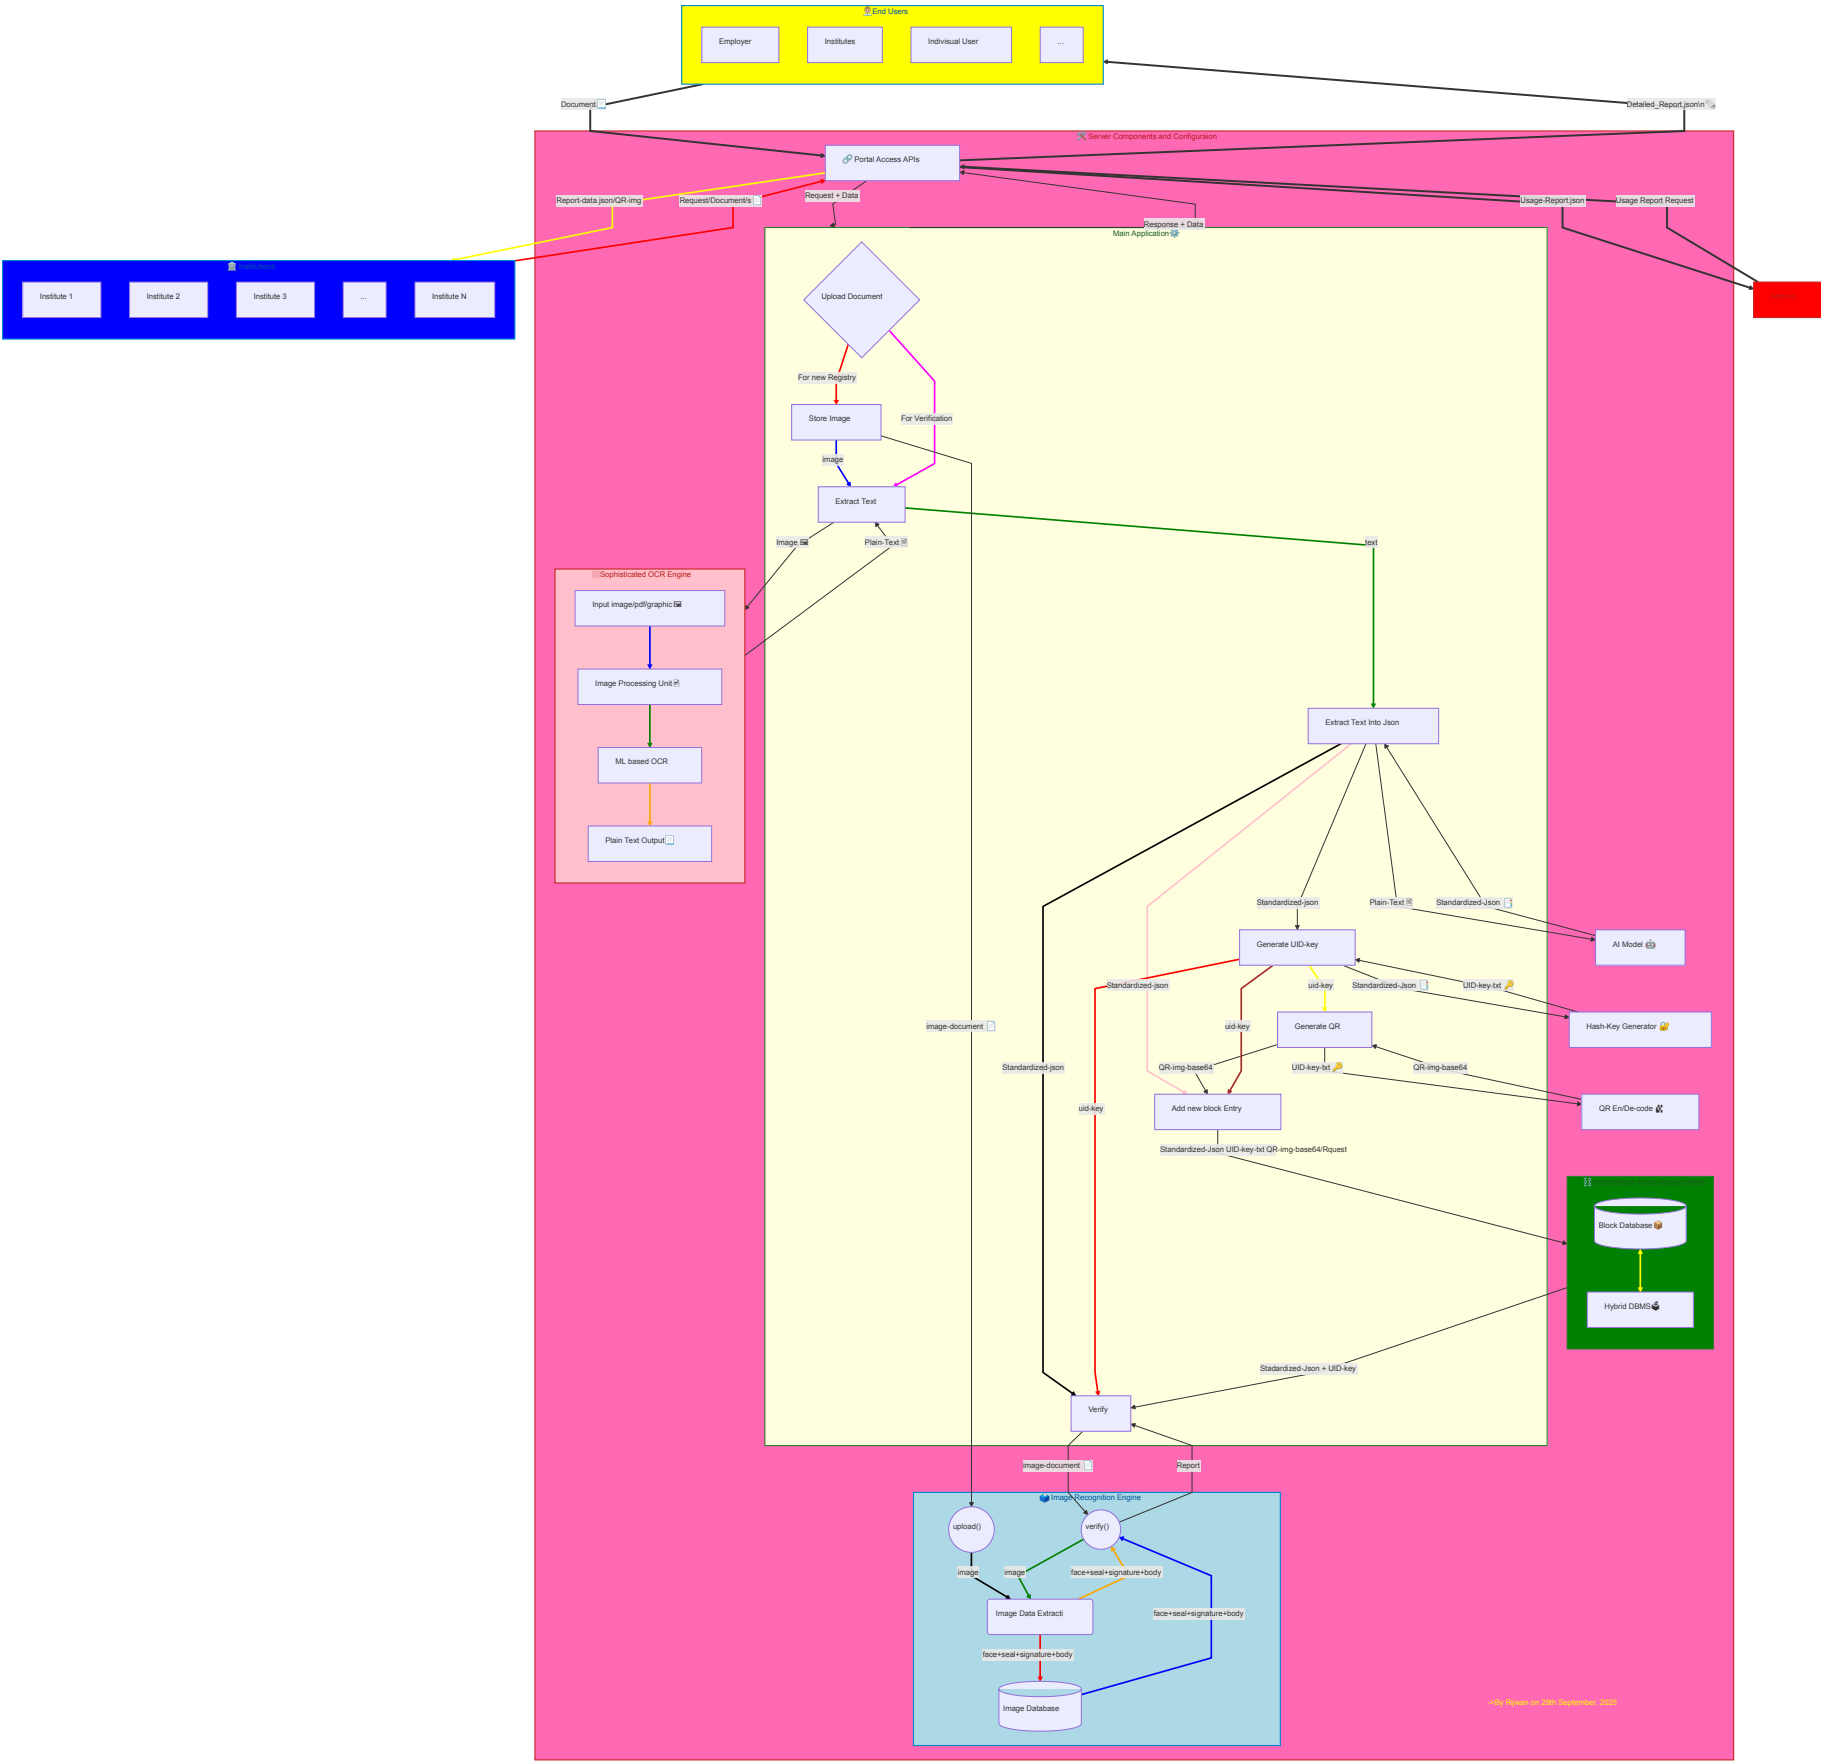 👨‍💼End Users
Employer
Institutes
Indivisual User
...
Document📃
Detailed_Report.json\n🗞️
🛠️ Server Components and Configuraion
🔗 Portal Access APIs
Request + Data
Report-data.json/QR-img
Request/Document/s📄
Usage-Report.json
Usage Report Request
Response + Data
Main Application⚙️
🏛️ Institutions
Institute 1
Institute 2
Institute 3
...
Institute N
Upload Document
For new Registry
For Verification
Store Image
image
Extract Text
Image 🖼️
Plain-Text 🗎
text
Sophisticated OCR Engine
Input image/pdf/graphic🖼️
Image Processing Unit
ML based OCR
Plain Text Output📃
Extract Text Into Json
Standardized-json
Plain-Text 🗎
Standardized-Json 📑
AI Model 🤖
Generate UID-key
Standardized-json
uid-key
Standardized-Json 📑
UID-key-txt 🔑
image-document 📄
uid-key
Generate QR
Hash-Key Generator 🔐
Standardized-json
QR-img-base64
UID-key-txt 🔑
QR-img-base64
uid-key
Add new block Entry
QR En/De-code
Standardized-Json UID-key-txt QR-img-base64/Rquest
Block Database📦
Hybrid DBMS
Stadardized-Json + UID-key
Verify
image-document 📄
Report
Image Recognition Engine
upload()
verify()
image
image
face+seal+signature+body
Image Data Extracti
face+seal+signature+body
face+seal+signature+body
Image Database
->By Rijwan on 29th September, 2025